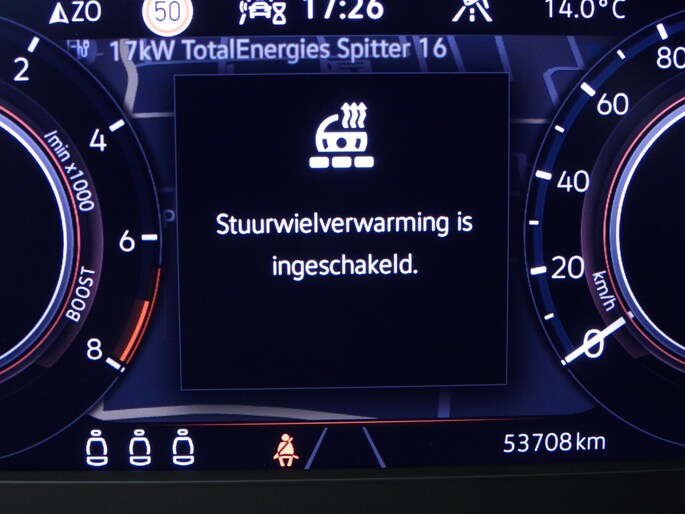 ZO
50
17:26
14.0°C
17kW TotalEnergies Spitter 16
Stuurwielverwarming is
ingeschakeld.
2
4
6
8
/min x1000
BOOST
80
60
40
20
0
km/h
P
53708 km